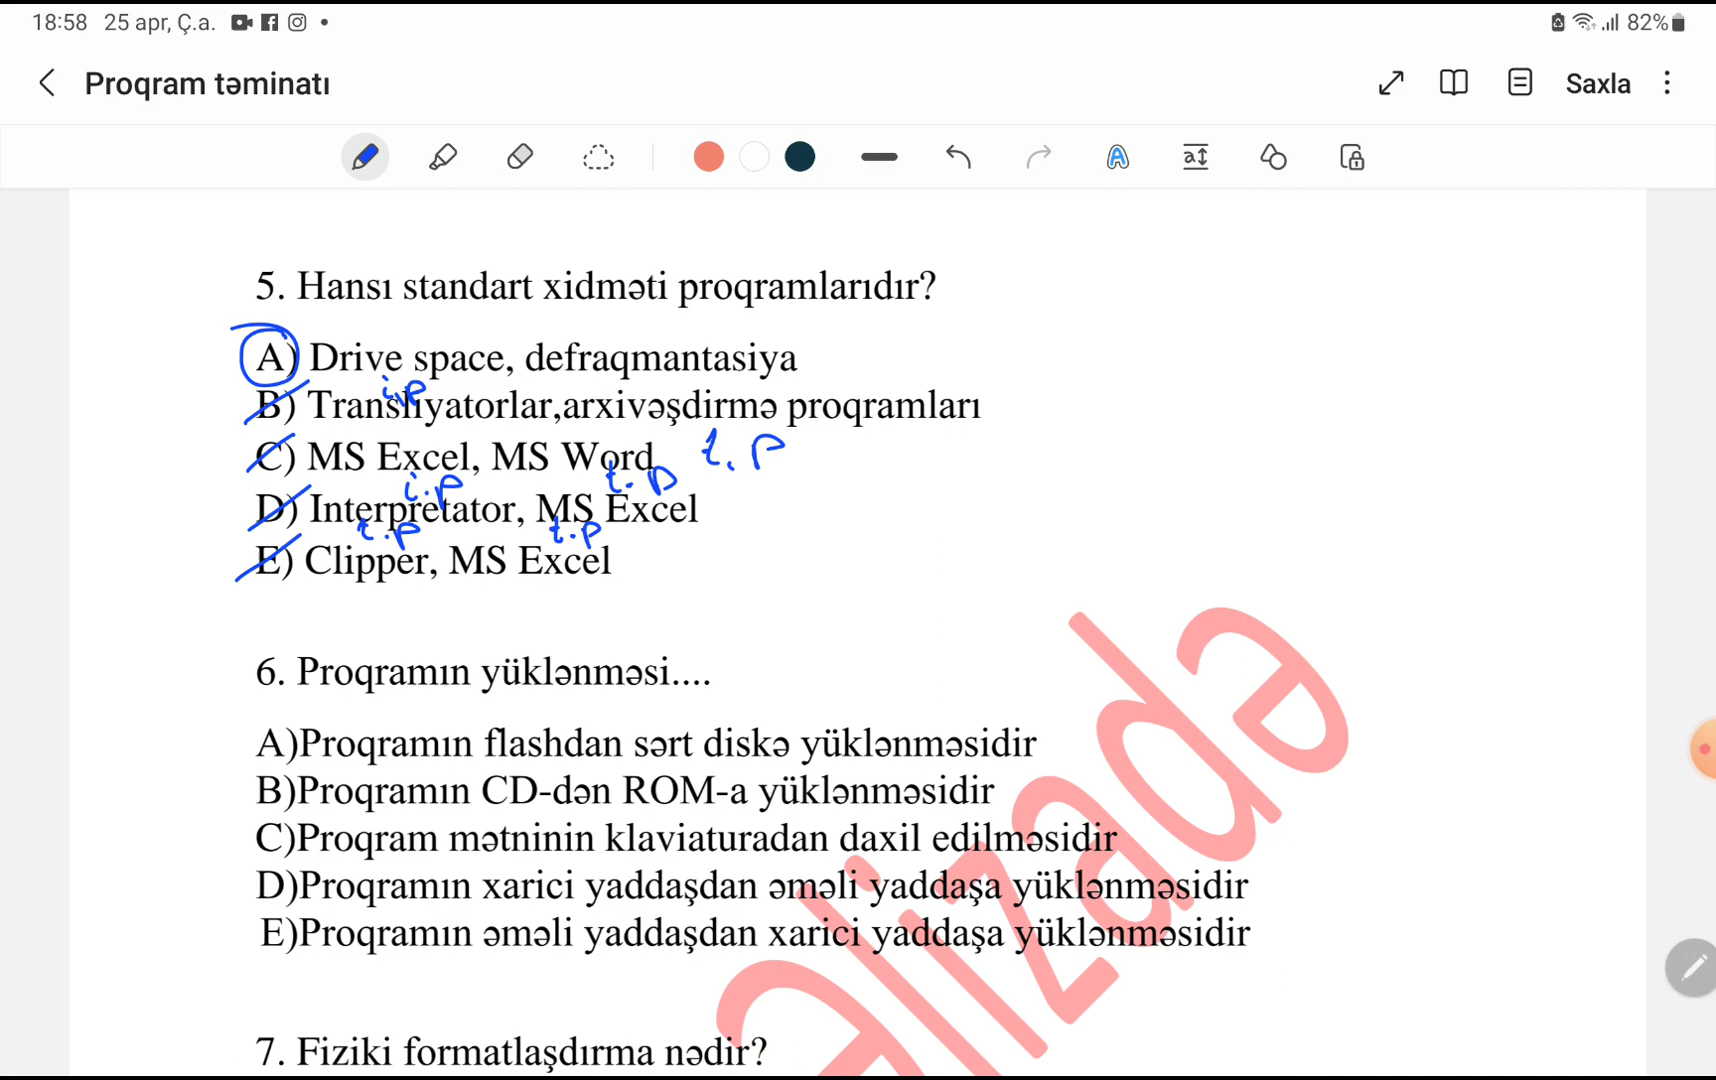 18:58 25 apr, Ç.a. 82%
Proqram təminatı Saxla
5. Hansı standart xidməti proqramlarıdır?
A) Drive space, defraqmantasiya
i.p
B) Transliyatorlar,arxivəşdirmə proqramları
C) MS Excel, MS Word t.p
i.p t.p
D) Interpretator, MS Excel
t.p t.p
E) Clipper, MS Excel
6. Proqramın yüklənməsi....
A)Proqramın flashdan sərt diskə yüklənməsidir
B)Proqramın CD-dən ROM-a yüklənməsidir
C)Proqram mətninin klaviaturadan daxil edilməsidir
D)Proqramın xarici yaddaşdan əməli yaddaşa yüklənməsidir
E)Proqramın əməli yaddaşdan xarici yaddaşa yüklənməsidir
əlizadə
7. Fiziki formatlaşdırma nədir?